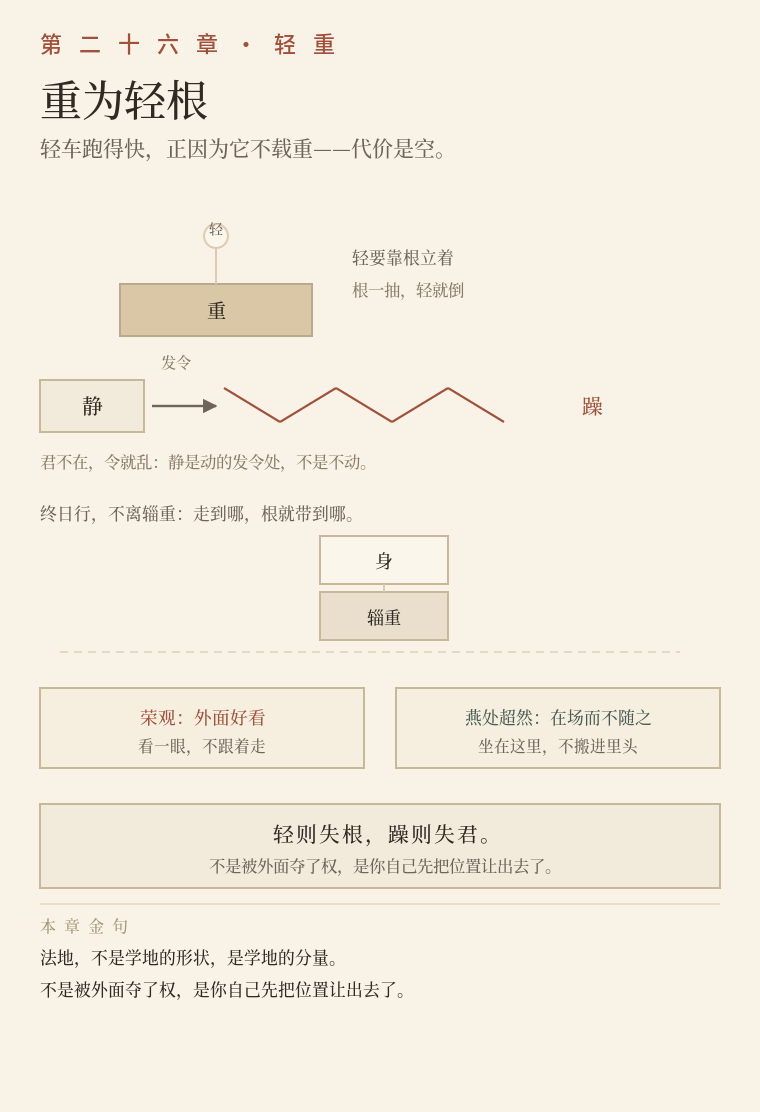 第二十六章·轻重
重为轻根
轻车跑得快，正因为它不载重——代价是空。
轻
轻要靠根立着
根一抽，轻就倒
重
发令
静
躁
君不在，令就乱：静是动的发令处，不是不动。
终日行，不离辎重：走到哪，根就带到哪。
身
辎重
荣观：外面好看
看一眼，不跟着走
燕处超然：在场而不随之
坐在这里，不搬进里头
轻则失根，躁则失君。
不是被外面夺了权，是你自己先把位置让出去了。
本章金句
法地，不是学地的形状，是学地的分量。
不是被外面夺了权，是你自己先把位置让出去了。